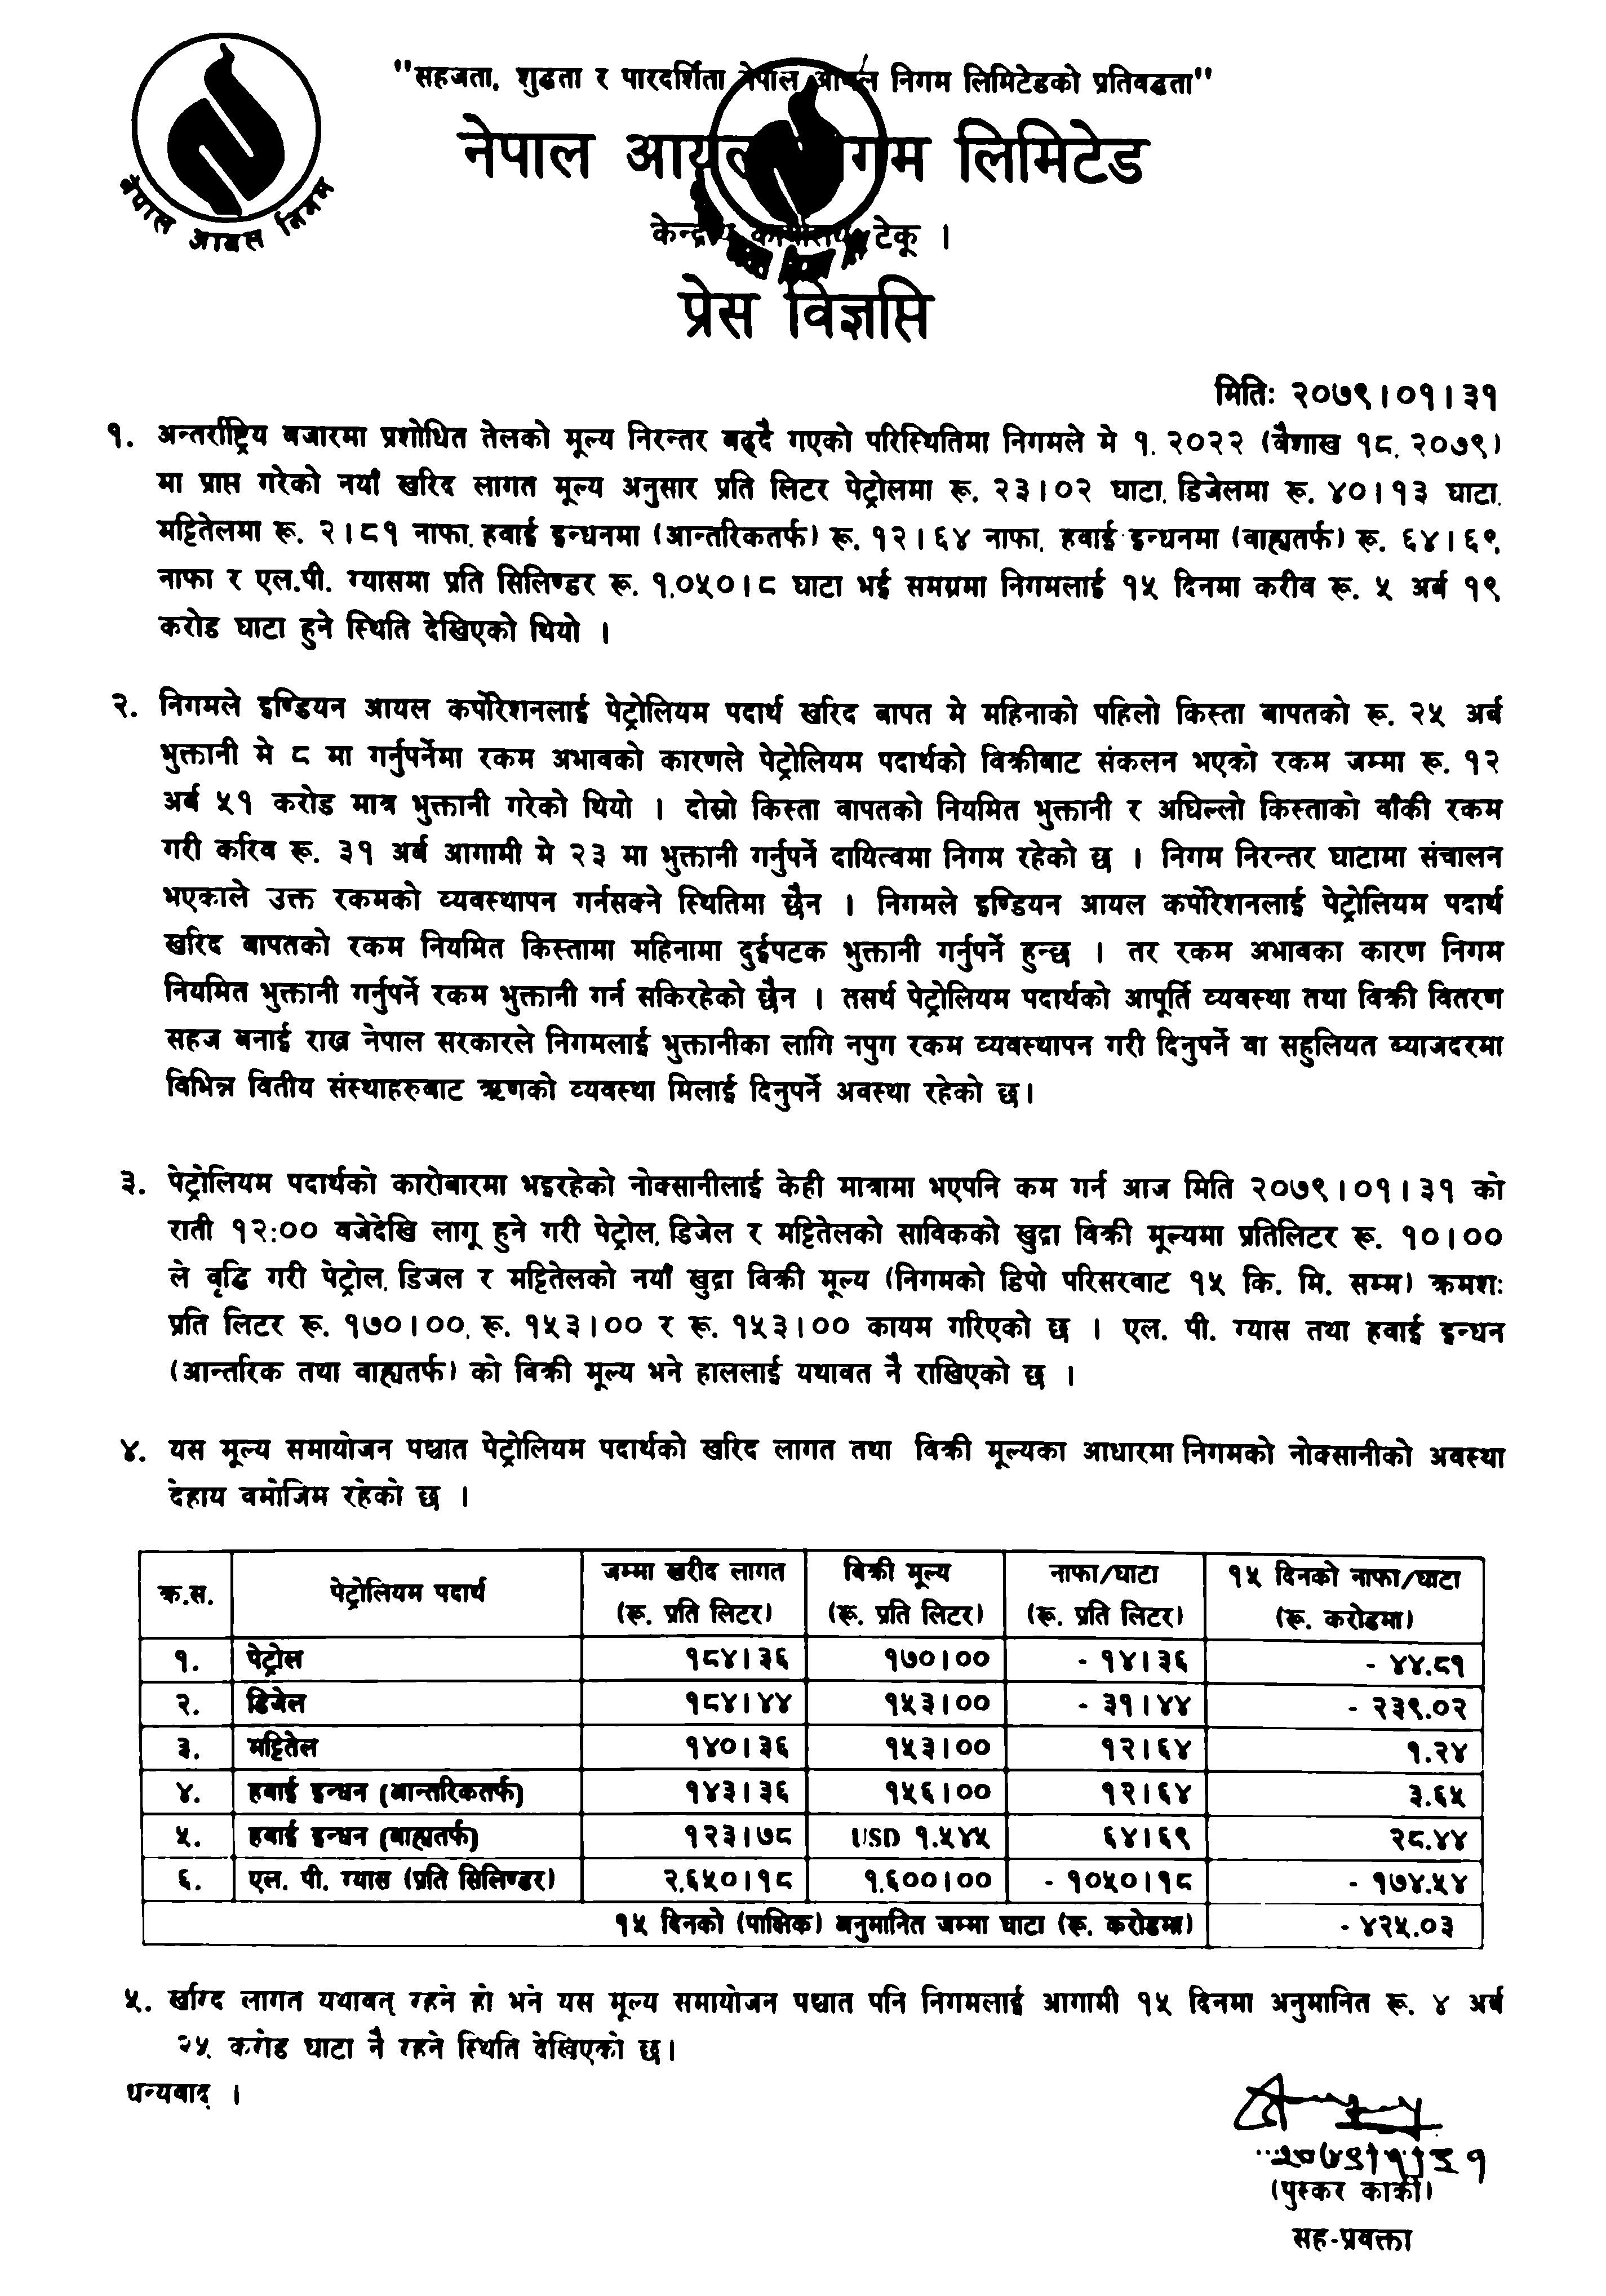 नेपाल आयल निगम
"सहजता, शुद्धता र पारदर्शिता नेपाल आयल निगम लिमिटेडको प्रतिवद्धता"
नेपाल आयल निगम लिमिटेड
केन्द्रीय कार्यालय, टेकू ।
प्रेस विज्ञप्ति
मितिः २०७९।०१।३१
१. अन्तर्राष्ट्रिय बजारमा प्रशोधित तेलको मूल्य निरन्तर बढ्दै गएको परिस्थितिमा निगमले मे १, २०२२ (बैशाख १८, २०७९)
मा प्राप्त गरेको नयाँ खरिद लागत मूल्य अनुसार प्रति लिटर पेट्रोलमा रू. २३।०२ घाटा, डिजेलमा रू. ४०।१३ घाटा,
मट्टितेलमा रू. २।८१ नाफा, हवाई इन्धनमा (आन्तरिकतर्फ) रू. १२।६४ नाफा, हवाई इन्धनमा (वाह्यतर्फ) रू. ६४।६९,
नाफा र एल.पी. ग्यासमा प्रति सिलिण्डर रू. १,०५०।८ घाटा भई समग्रमा निगमलाई १५ दिनमा करीव रू. ५ अर्ब १९
करोड घाटा हुने स्थिति देखिएको थियो ।
२. निगमले इण्डियन आयल कर्पोरेशनलाई पेट्रोलियम पदार्थ खरिद बापत मे महिनाको पहिलो किस्ता बापतको रू. २५ अर्ब
भुक्तानी मे ८ मा गर्नुपर्नेमा रकम अभावको कारणले पेट्रोलियम पदार्थको विक्रीबाट संकलन भएको रकम जम्मा रू. १२
अर्ब ५१ करोड मात्र भुक्तानी गरेको थियो । दोस्रो किस्ता वापतको नियमित भुक्तानी र अघिल्लो किस्ताको वाँकी रकम
गरी करिव रू. ३१ अर्ब आगामी मे २३ मा भुक्तानी गर्नुपर्ने दायित्वमा निगम रहेको छ । निगम निरन्तर घाटामा संचालन
भएकाले उक्त रकमको व्यवस्थापन गर्नसक्ने स्थितिमा छैन । निगमले इण्डियन आयल कर्पोरेशनलाई पेट्रोलियम पदार्थ
खरिद बापतको रकम नियमित किस्तामा महिनामा दुईपटक भुक्तानी गर्नुपर्ने हुन्छ । तर रकम अभावका कारण निगम
नियमित भुक्तानी गर्नुपर्ने रकम भुक्तानी गर्न सकिरहेको छैन । तसर्थ पेट्रोलियम पदार्थको आपूर्ति व्यवस्था तथा विक्री वितरण
सहज बनाई राख्न नेपाल सरकारले निगमलाई भुक्तानीका लागि नपुग रकम व्यवस्थापन गरी दिनुपर्ने वा सहुलियत ब्याजदरमा
विभिन्न वितीय संस्थाहरुबाट ऋणको व्यवस्था मिलाई दिनुपर्ने अवस्था रहेको छ।
३. पेट्रोलियम पदार्थको कारोबारमा भइरहेको नोक्सानीलाई केही मात्रामा भएपनि कम गर्न आज मिति २०७९।०१।३१ को
राती १२:०० वजेदेखि लागू हुने गरी पेट्रोल, डिजेल र मट्टितेलको साविकको खुद्रा विक्री मूल्यमा प्रतिलिटर रू. १०।००
ले वृद्धि गरी पेट्रोल, डिजल र मट्टितेलको नयाँ खुद्रा विक्री मूल्य (निगमको डिपो परिसरवाट १५ कि. मि. सम्म) क्रमशः
प्रति लिटर रू. १७०।००, रू. १५३।०० र रू. १५३।०० कायम गरिएको छ । एल. पी. ग्यास तथा हवाई इन्धन
(आन्तरिक तथा वाह्यतर्फ) को विक्री मूल्य भने हाललाई यथावत नै राखिएको छ ।
४. यस मूल्य समायोजन पश्चात पेट्रोलियम पदार्थको खरिद लागत तथा विक्री मूल्यका आधारमा निगमको नोक्सानीको अवस्था
देहाय वमोजिम रहेको छ ।
क्र.स. पेट्रोलियम पदार्थ जम्मा खरीद लागत (रू. प्रति लिटर) बिक्री मूल्य (रू. प्रति लिटर) नाफा/घाटा (रू. प्रति लिटर) १५ दिनको नाफा/घाटा (रू. करोडमा)
१. पेट्रोल १८४।३६ १७०।०० - १४।३६ - ४४.८१
२. डिजेल १८४।४४ १५३।०० - ३१।४४ - २३९.०२
३. मट्टितेल १४०।३६ १५३।०० १२।६४ १.२४
४. हवाई इन्धन (आन्तरिकतर्फ) १४३।३६ १५६।०० १२।६४ ३.६५
५. हवाई इन्धन (बाह्यतर्फ) १२३।७८ USD १.५४५ ६४।६९ २८.४४
६. एल. पी. ग्यास (प्रति सिलिण्डर) २,६५०।१८ १,६००।०० - १०५०।१८ - १७४.५४
१५ दिनको (पाक्षिक) अनुमानित जम्मा घाटा (रू. करोडमा) - ४२५.०३
५. खरिद लागत यथावत् रहने हो भने यस मूल्य समायोजन पश्चात पनि निगमलाई आगामी १५ दिनमा अनुमानित रू. ४ अर्ब
२५ करोड घाटा नै रहने स्थिति देखिएको छ।
धन्यवाद् ।
२०७९।१।३१
(पुस्कर कार्की)
सह-प्रवक्ता